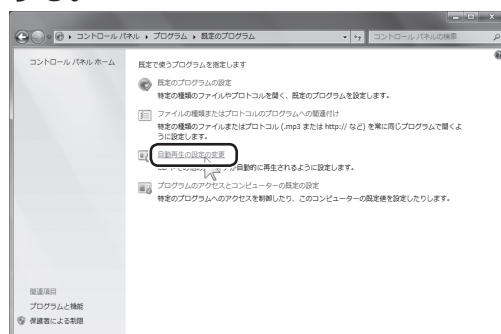 コントロール パネル ▸ プログラム ▸ 既定のプログラム
コントロール パネルの検索
コントロール パネル ホーム
既定で使うプログラムを指定します
既定のプログラムの設定
特定の種類のファイルやプロトコルを開く、既定のプログラムを設定します。
ファイルの種類またはプロトコルのプログラムへの関連付け
特定の種類のファイルまたはプロトコル (.mp3 または http:// など) を常に同じプログラムで開くよ
うに設定します。
自動再生の設定の変更
が自動的に再生されるように設定します。
プログラムのアクセスとコンピューターの既定の設定
特定のプログラムへのアクセスを制御したり、このコンピューターの既定値を設定したりします。
関連項目
プログラムと機能
保護者による制限